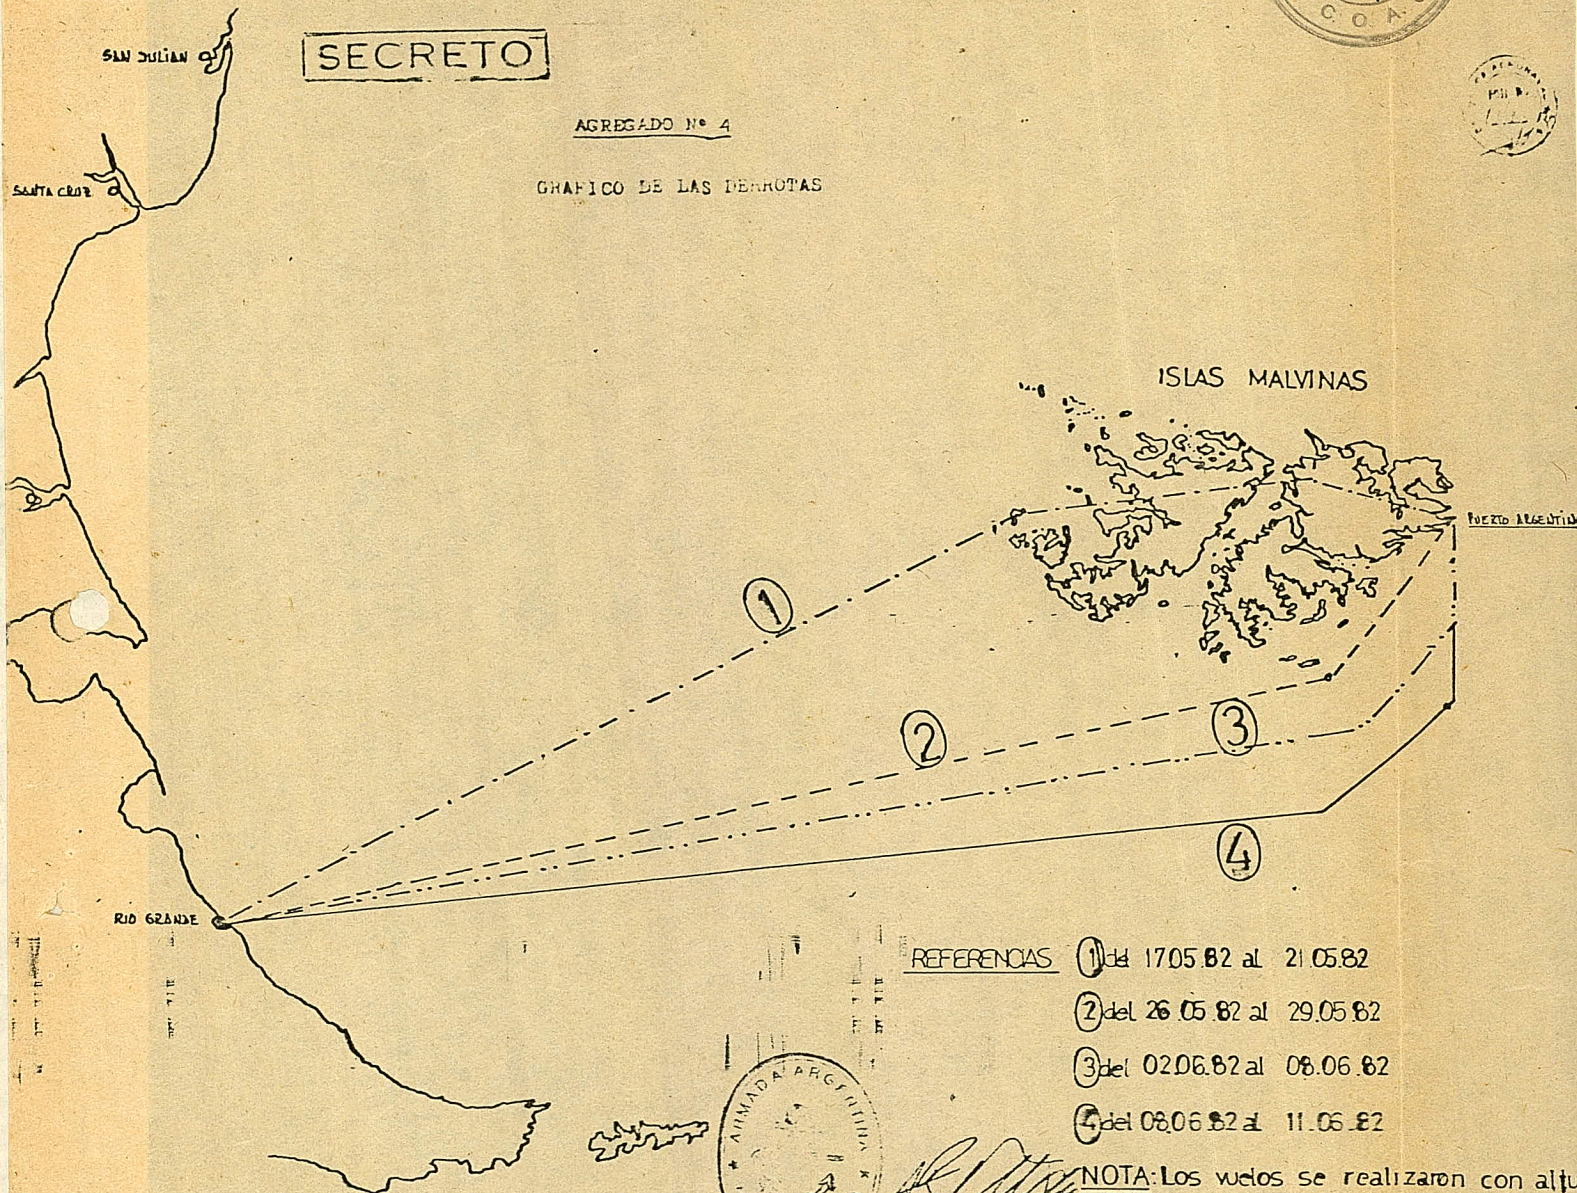 C. O. A.
SAN JULIAN
SECRETO
AGREGADO Nº 4
SANTA CRUZ
GRAFICO DE LAS DERROTAS
ISLAS MALVINAS
PUERTO ARGENTIN
1
2
3
4
RIO GRANDE
REFERENCIAS
1 del 17.05.82 al 21.05.82
2 del 26.05.82 al 29.05.82
3 del 02.06.82 al 08.06.82
4 del 08.06.82 al 11.06.82
ARMADA ARGENTINA
NOTA: Los vuelos se realizaron con altu